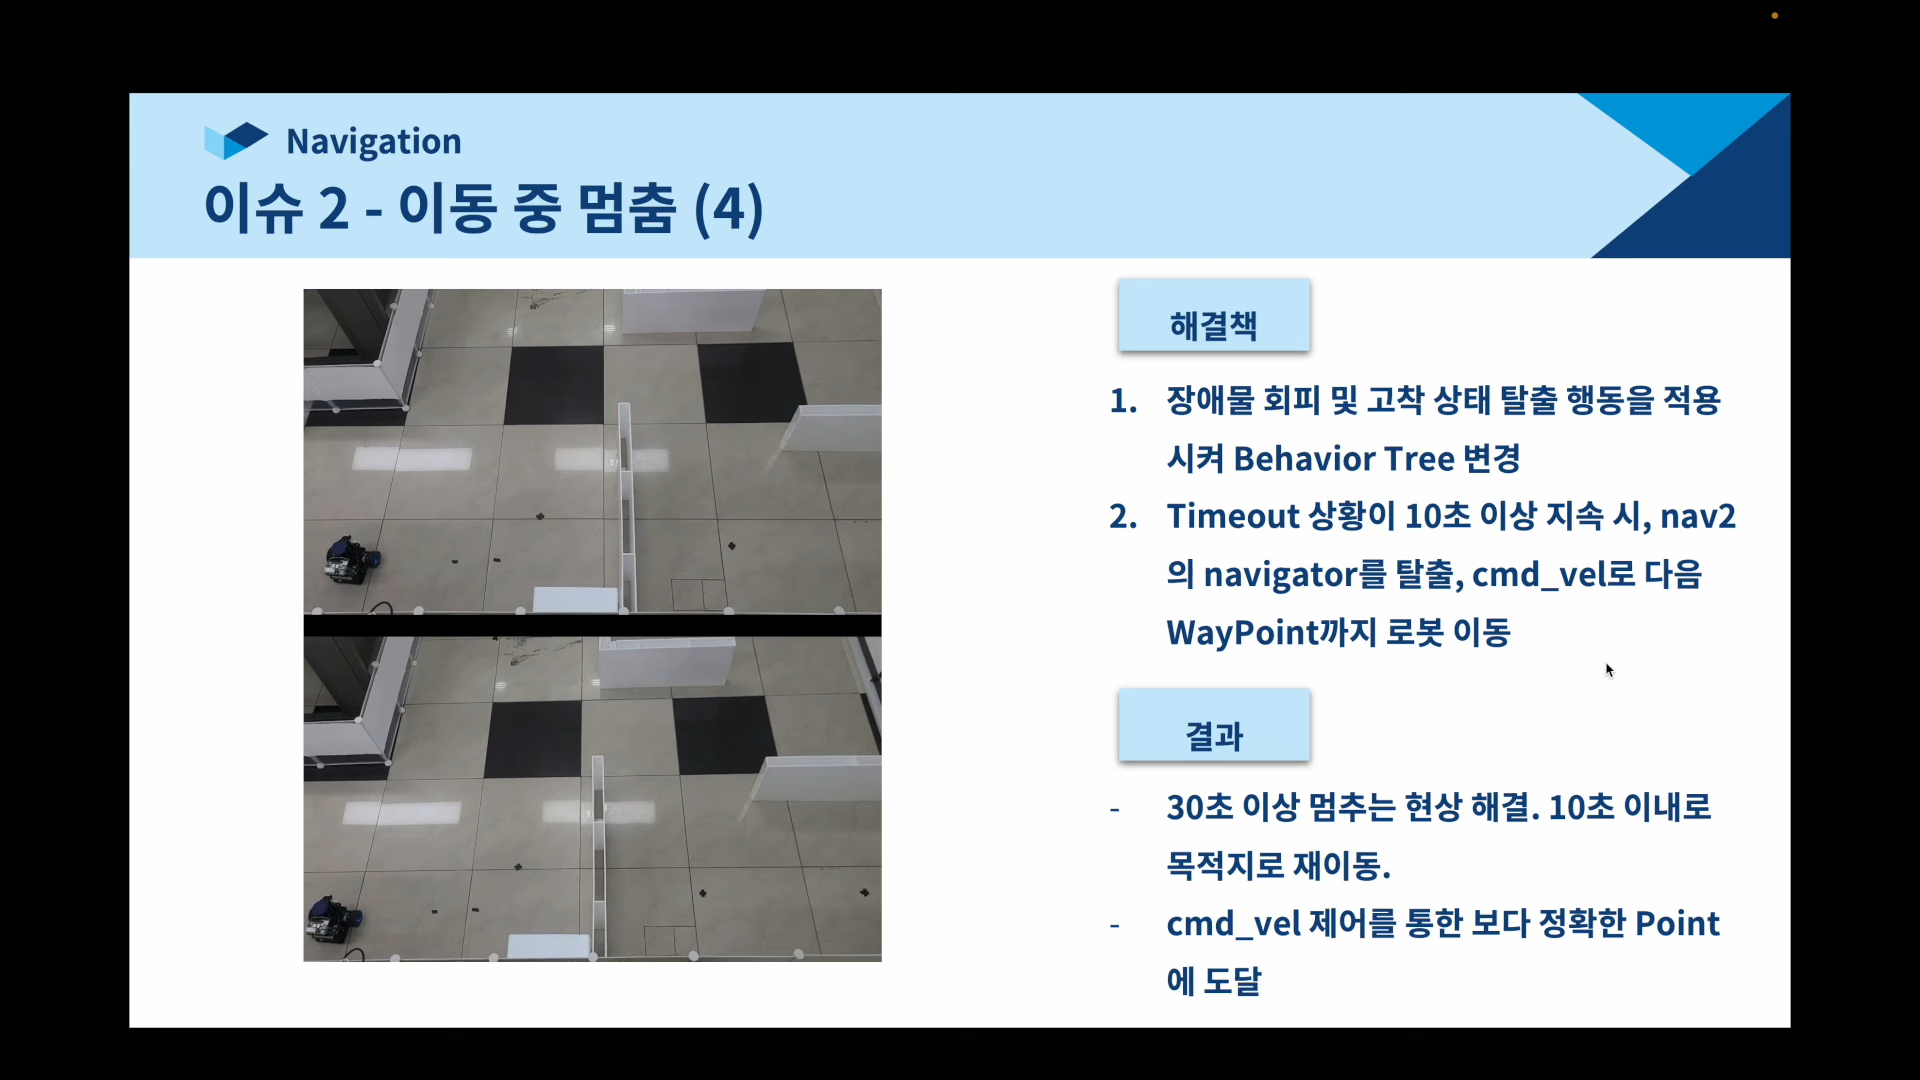 Navigation
이슈 2 - 이동 중 멈춤 (4)
해결책
1. 장애물 회피 및 고착 상태 탈출 행동을 적용
시켜 Behavior Tree 변경
2. Timeout 상황이 10초 이상 지속 시, nav2
의 navigator를 탈출, cmd_vel로 다음
WayPoint까지 로봇 이동
결과
- 30초 이상 멈추는 현상 해결. 10초 이내로
목적지로 재이동.
- cmd_vel 제어를 통한 보다 정확한 Point
에 도달